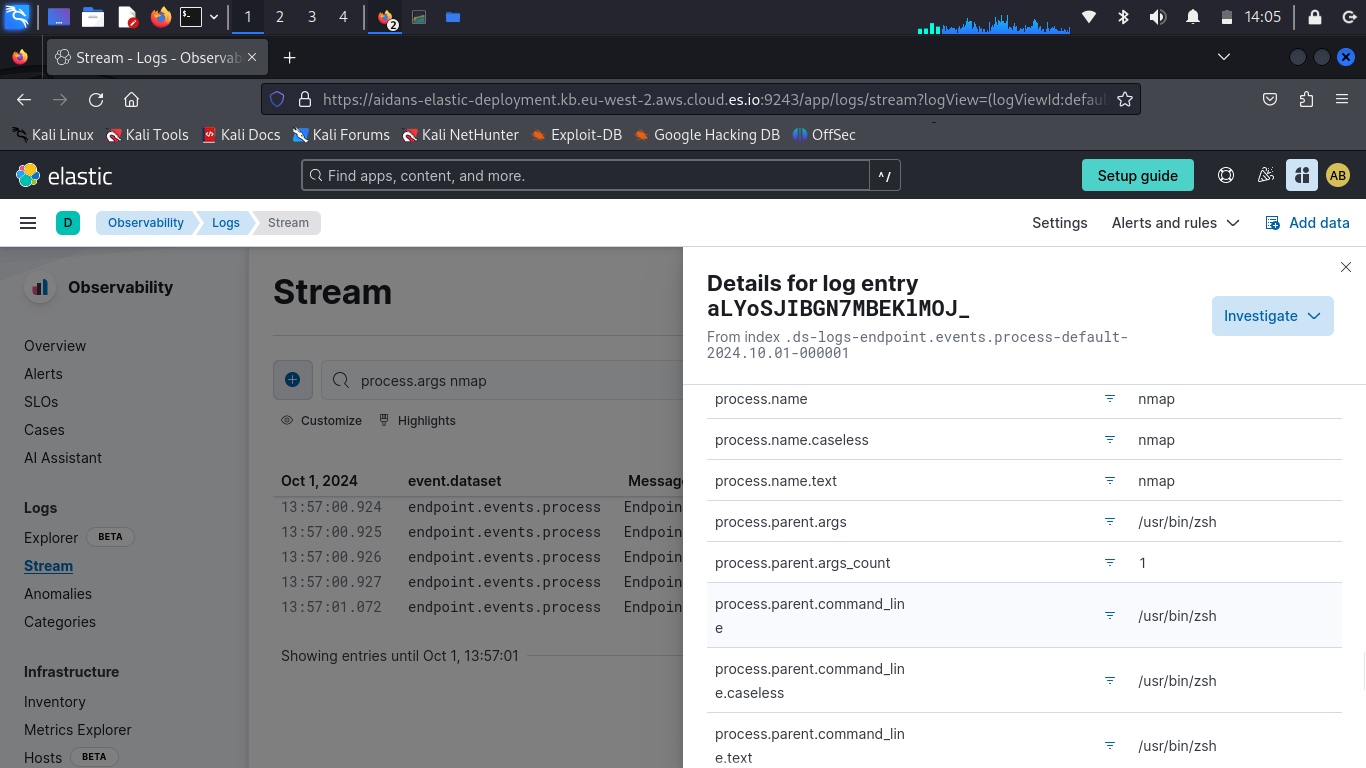 1 2 3 4
2
14:05
Stream - Logs - Observab
https://aidans-elastic-deployment.kb.eu-west-2.aws.cloud.es.io:9243/app/logs/stream?logView=(logViewId:defau
Kali Linux Kali Tools Kali Docs Kali Forums Kali NetHunter Exploit-DB Google Hacking DB OffSec
elastic
Find apps, content, and more.
^/
Setup guide
AB
D
Observability Logs Stream
Settings Alerts and rules Add data
Observability
Overview
Alerts
SLOs
Cases
AI Assistant
Logs
Explorer BETA
Stream
Anomalies
Categories
Infrastructure
Inventory
Metrics Explorer
Hosts BETA
Stream
process.args nmap
Customize Highlights
Oct 1, 2024 event.dataset Message
13:57:00.924 endpoint.events.process Endpoin
13:57:00.925 endpoint.events.process Endpoin
13:57:00.926 endpoint.events.process Endpoin
13:57:00.927 endpoint.events.process Endpoin
13:57:01.072 endpoint.events.process Endpoin
Showing entries until Oct 1, 13:57:01
Details for log entry
aLYoSJIBGN7MBEKlMOJ_
From index .ds-logs-endpoint.events.process-default-
2024.10.01-000001
Investigate
process.name nmap
process.name.caseless nmap
process.name.text nmap
process.parent.args /usr/bin/zsh
process.parent.args_count 1
process.parent.command_lin
e /usr/bin/zsh
process.parent.command_lin
e.caseless /usr/bin/zsh
process.parent.command_lin
e.text /usr/bin/zsh